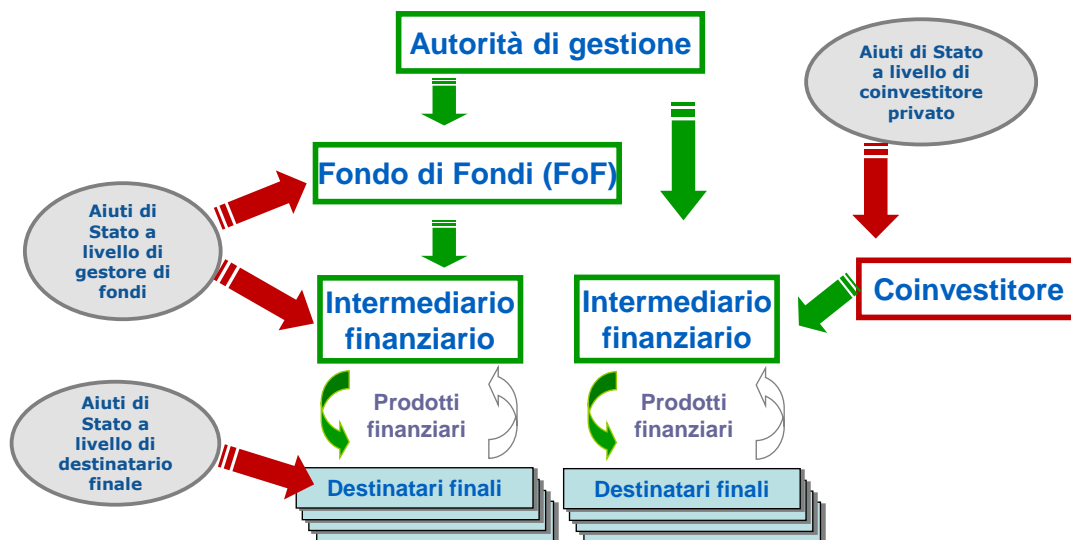 Autorità di gestione
Aiuti di Stato
a livello di
coinvestitore
privato
Fondo di Fondi (FoF)
Aiuti di
Stato a
livello di
gestore di
fondi
Intermediario
finanziario
Intermediario
finanziario
Coinvestitore
Prodotti
finanziari
Prodotti
finanziari
Aiuti di
Stato a
livello di
destinatario
finale
Destinatari finali
Destinatari finali